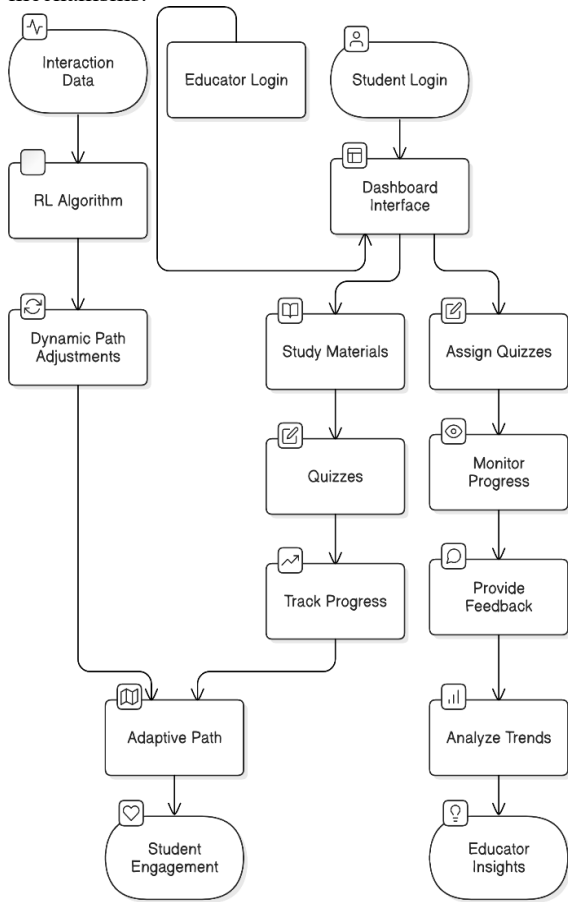 Interaction
Data
Educator Login
Student Login
RL Algorithm
Dashboard
Interface
Dynamic Path
Adjustments
Study Materials
Assign Quizzes
Quizzes
Monitor
Progress
Track Progress
Provide
Feedback
Adaptive Path
Analyze Trends
Student
Engagement
Educator
Insights